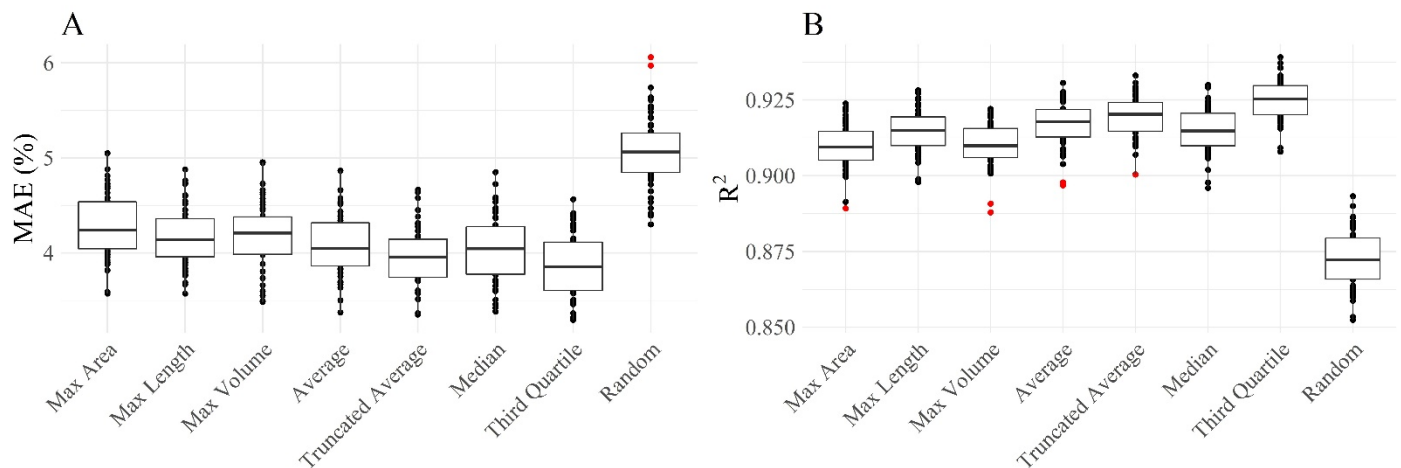 A
MAE (%)
6
5
4
Max Area
Max Length
Max Volume
Average
Truncated Average
Median
Third Quartile
Random
B
R²
0.925
0.900
0.875
0.850
Max Area
Max Length
Max Volume
Average
Truncated Average
Median
Third Quartile
Random